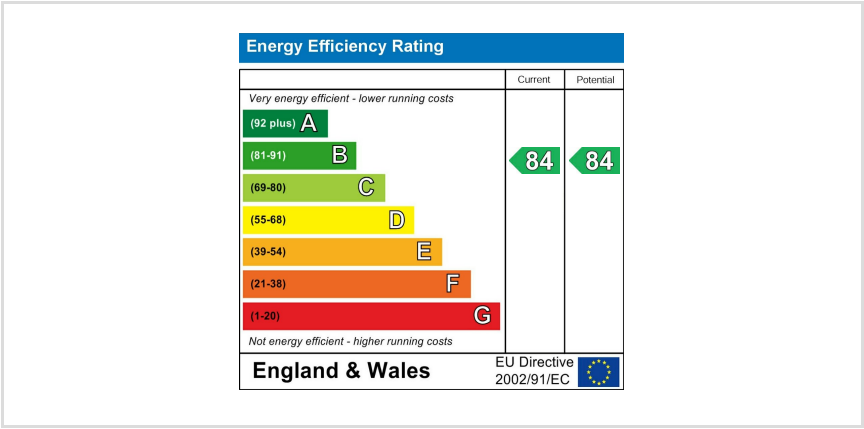 Energy Efficiency Rating
Current Potential
Very energy efficient - lower running costs
(92 plus) A
(81-91) B
84 84
(69-80) C
(55-68) D
(39-54) E
(21-38) F
(1-20) G
Not energy efficient - higher running costs
England & Wales
EU Directive
2002/91/EC